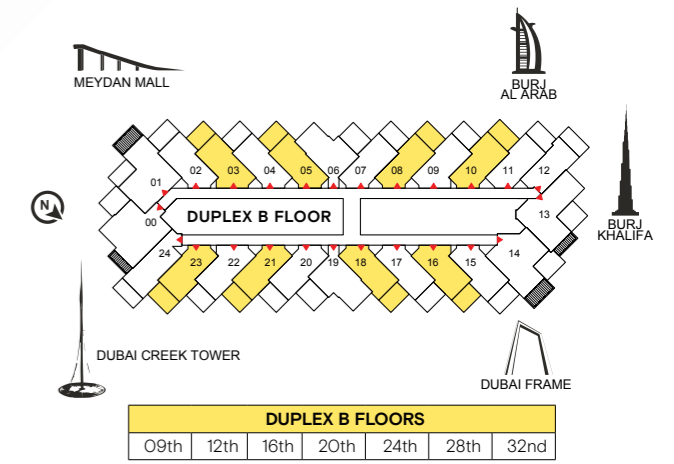 MEYDAN MALL
BURJ
AL ARAB
02 03 04 05 06 07 08 09 10 11 12
01
N
00
DUPLEX B FLOOR
13
BURJ
KHALIFA
24
23 22 21 20 19 18 17 16 15 14
DUBAI CREEK TOWER
DUBAI FRAME
DUPLEX B FLOORS
09th 12th 16th 20th 24th 28th 32nd